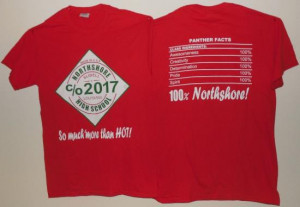 NORTHSHORE
c/o 2017
HIGH SCHOOL
So much more than HOT!
PANTHER FACTS
CLASS INGREDIENTS:
Awesomeness 100%
Creativity 100%
Determination 100%
Pride 100%
Spirit 100%
100% Northshore!